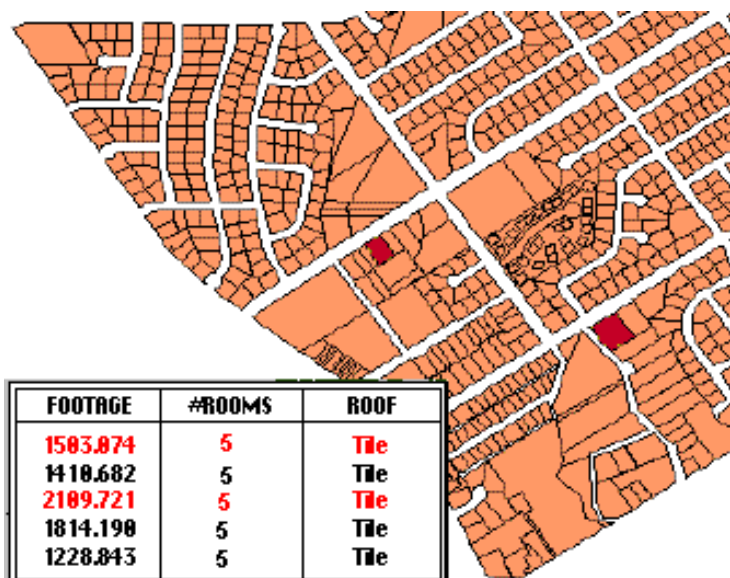 FOOTAGE #ROOMS ROOF
1503.074 5 Tile
1410.682 5 Tile
2109.721 5 Tile
1814.190 5 Tile
1228.843 5 Tile